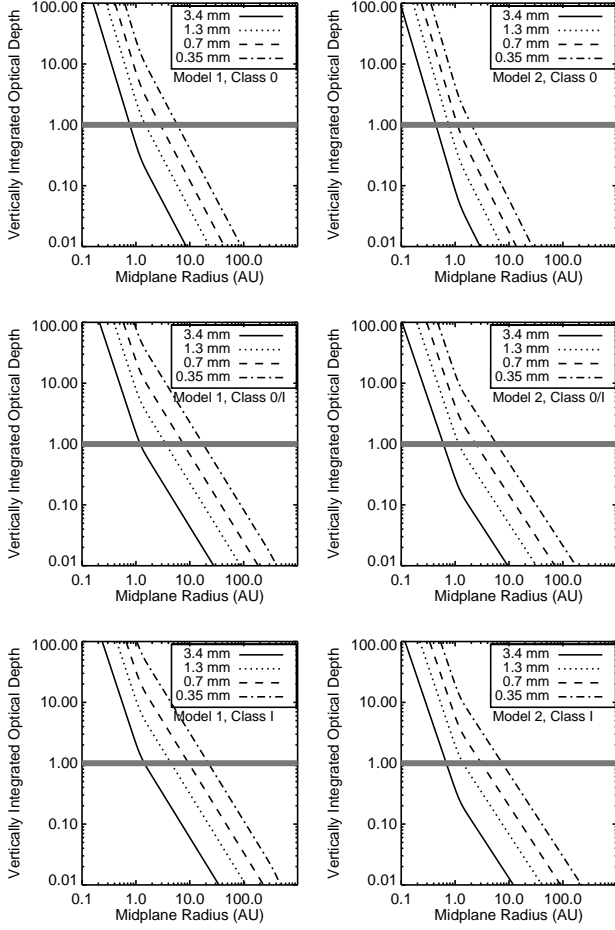 100.00
10.00
1.00
0.10
0.01
Vertically Integrated Optical Depth
3.4 mm
1.3 mm
0.7 mm
0.35 mm
Model 1, Class 0
0.1 1.0 10.0 100.0
Midplane Radius (AU)
100.00
10.00
1.00
0.10
0.01
Vertically Integrated Optical Depth
3.4 mm
1.3 mm
0.7 mm
0.35 mm
Model 2, Class 0
0.1 1.0 10.0 100.0
Midplane Radius (AU)
100.00
10.00
1.00
0.10
0.01
Vertically Integrated Optical Depth
3.4 mm
1.3 mm
0.7 mm
0.35 mm
Model 1, Class 0/I
0.1 1.0 10.0 100.0
Midplane Radius (AU)
100.00
10.00
1.00
0.10
0.01
Vertically Integrated Optical Depth
3.4 mm
1.3 mm
0.7 mm
0.35 mm
Model 2, Class 0/I
0.1 1.0 10.0 100.0
Midplane Radius (AU)
100.00
10.00
1.00
0.10
0.01
Vertically Integrated Optical Depth
3.4 mm
1.3 mm
0.7 mm
0.35 mm
Model 1, Class I
0.1 1.0 10.0 100.0
Midplane Radius (AU)
100.00
10.00
1.00
0.10
0.01
Vertically Integrated Optical Depth
3.4 mm
1.3 mm
0.7 mm
0.35 mm
Model 2, Class I
0.1 1.0 10.0 100.0
Midplane Radius (AU)